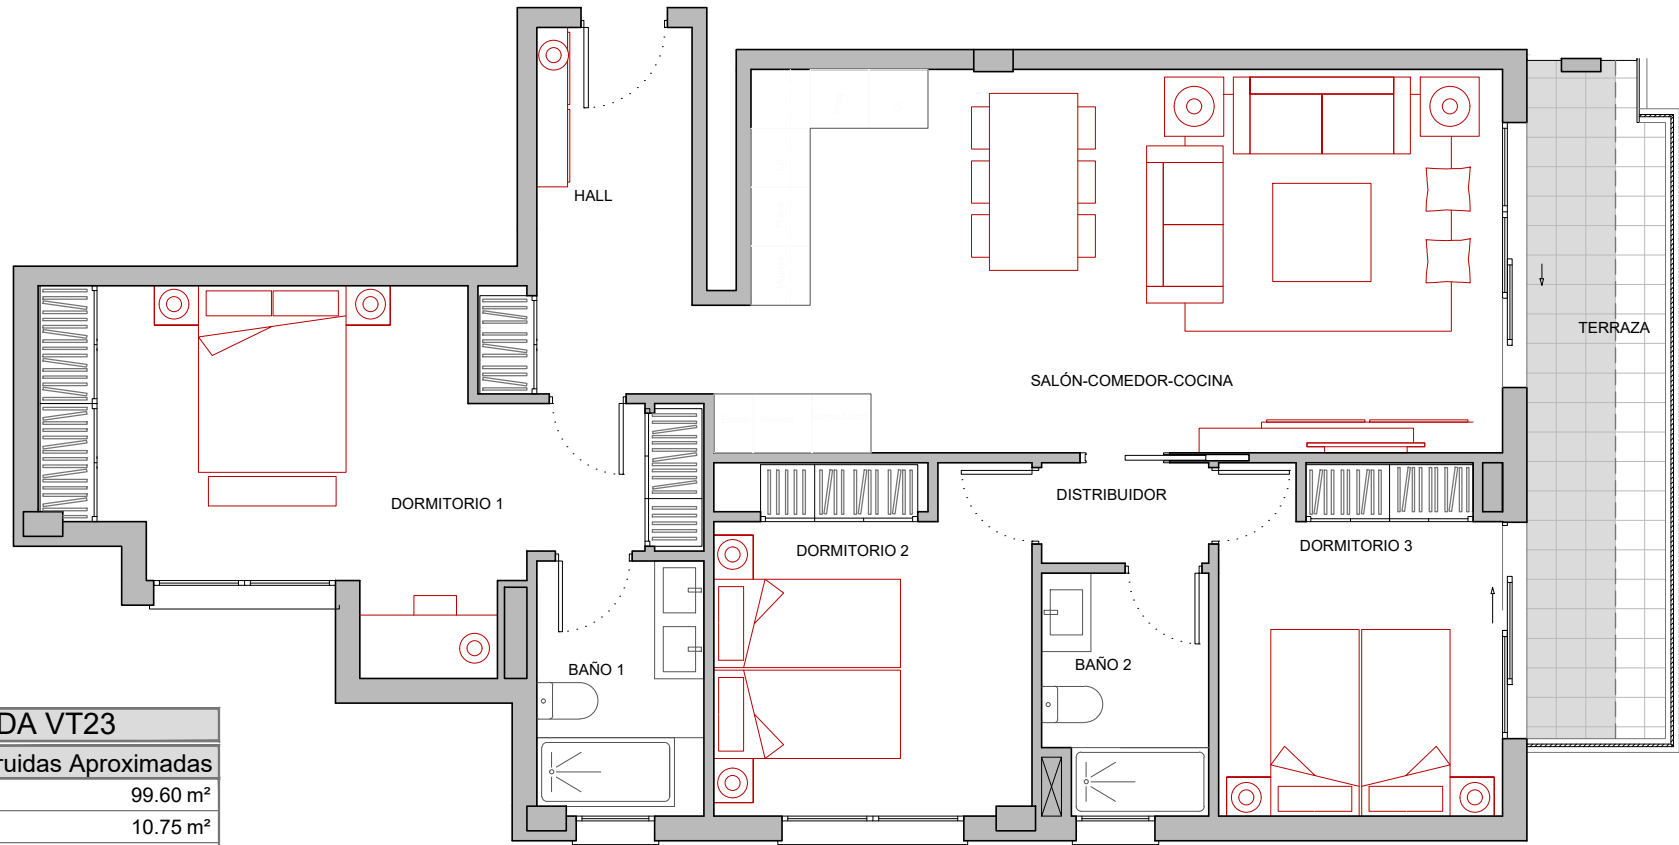 HALL
TERRAZA
SALÓN-COMEDOR-COCINA
DORMITORIO 1
DISTRIBUIDOR
DORMITORIO 2
DORMITORIO 3
BAÑO 1
BAÑO 2
DA VT23
ruidas Aproximadas
99.60 m²
10.75 m²